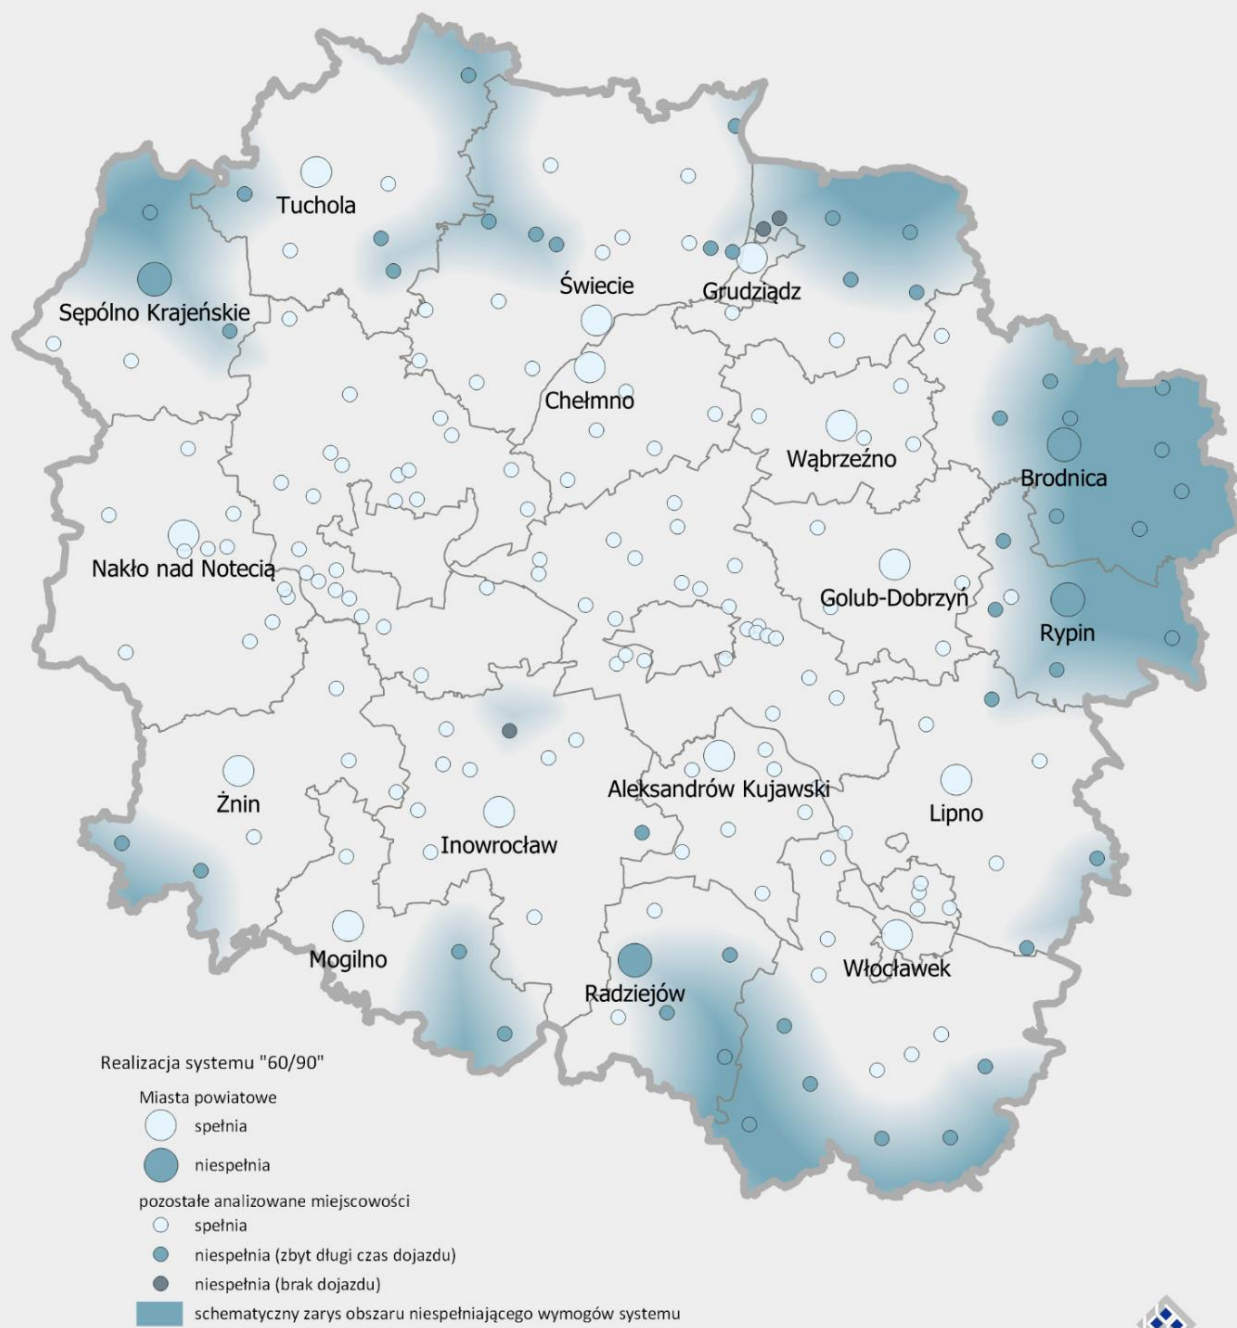 Tuchola
Sępólno Krajeńskie
Świecie
Grudziądz
Chełmno
Wąbrzeźno
Brodnica
Nakło nad Notecią
Golub-Dobrzyń
Rypin
Żnin
Aleksandrów Kujawski
Lipno
Inowrocław
Mogilno
Radziejów
Włocławek
Realizacja systemu "60/90"
Miasta powiatowe
spełnia
niespełnia
pozostałe analizowane miejscowości
spełnia
niespełnia (zbyt długi czas dojazdu)
niespełnia (brak dojazdu)
schematyczny zarys obszaru niespełniającego wymogów systemu